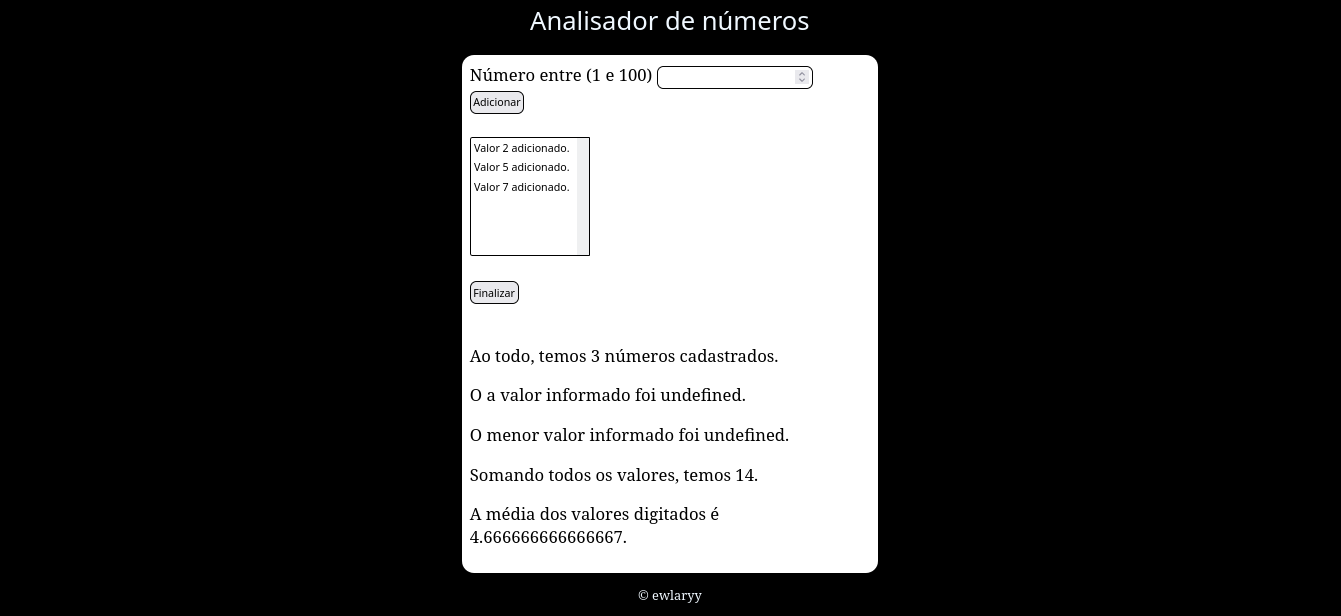 Analisador de números
Número entre (1 e 100)
Adicionar
Valor 2 adicionado.
Valor 5 adicionado.
Valor 7 adicionado.
Finalizar
Ao todo, temos 3 números cadastrados.
O a valor informado foi undefined.
O menor valor informado foi undefined.
Somando todos os valores, temos 14.
A média dos valores digitados é
4.666666666666667.
© ewlaryy